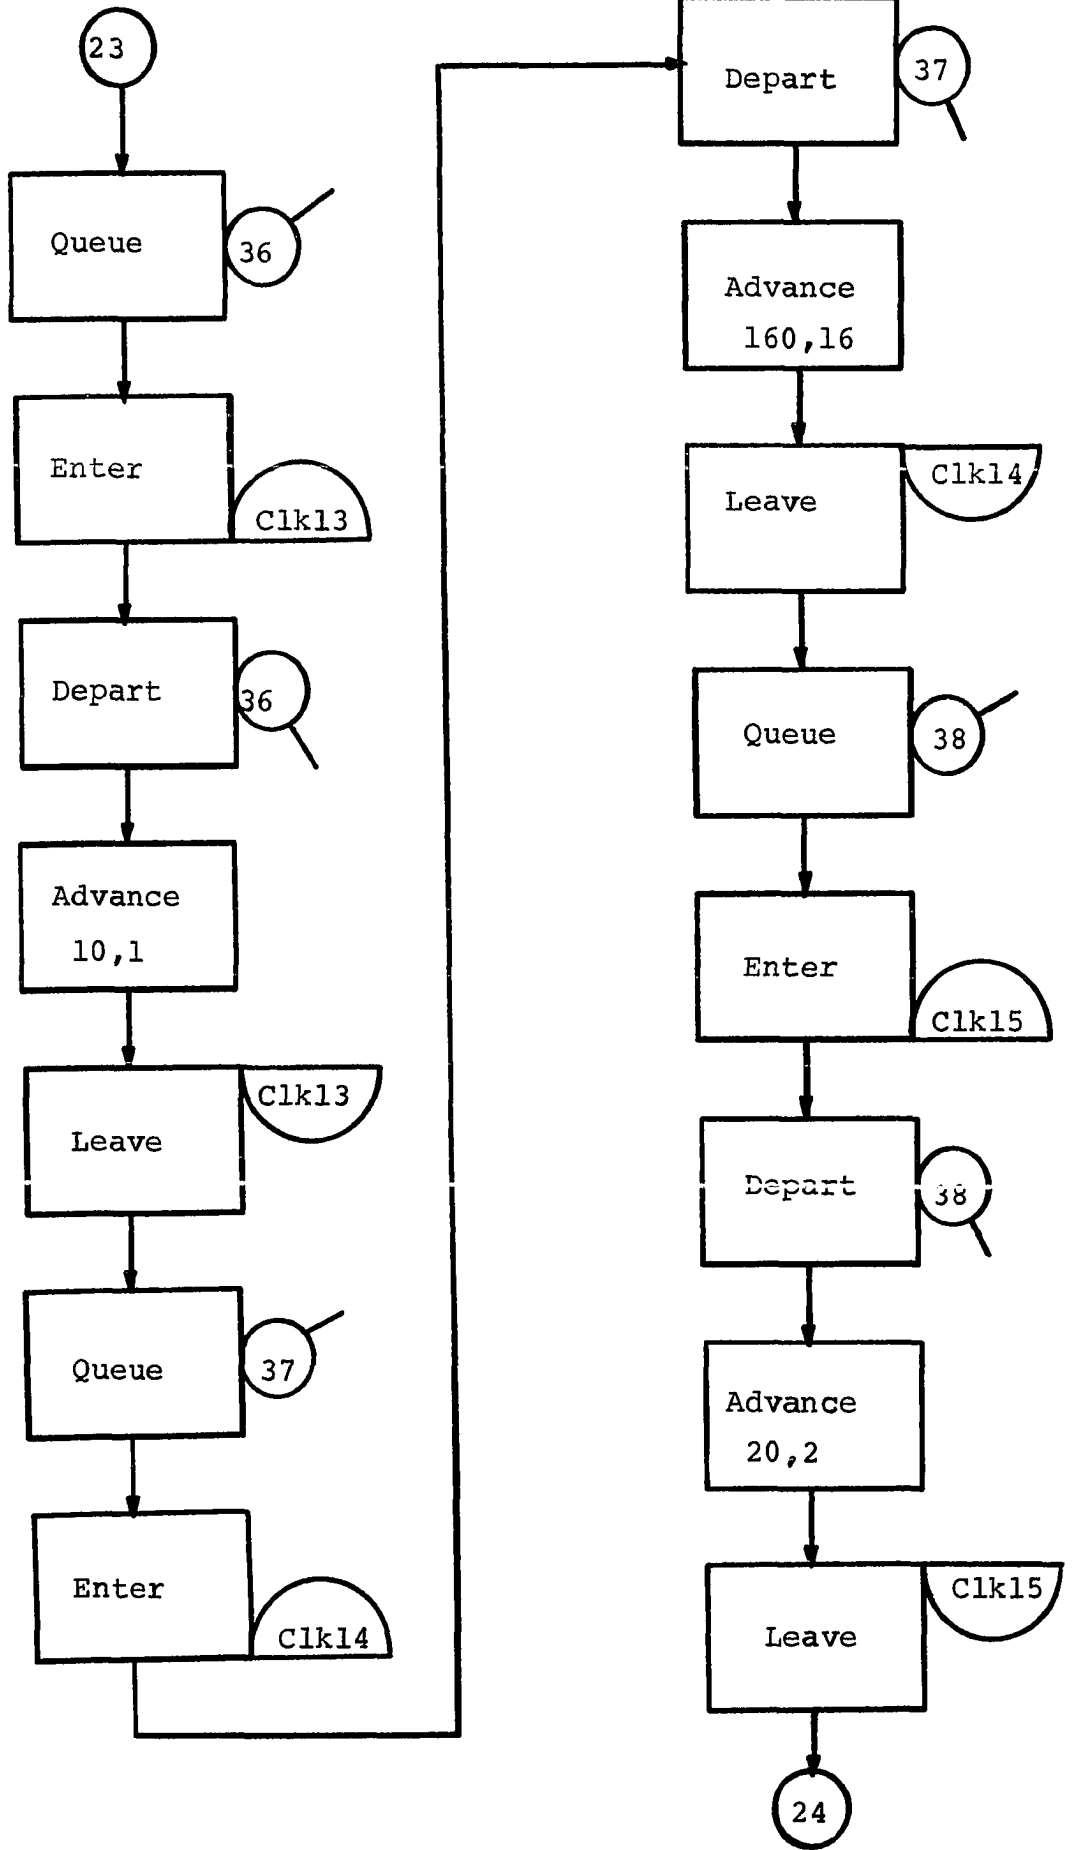 23
Queue
36
Enter
Clk13
Depart
36
Advance
10,1
Leave
Clk13
Queue
37
Enter
Clk14
Depart
37
Advance
160,16
Leave
Clk14
Queue
38
Enter
Clk15
Depart
38
Advance
20,2
Leave
Clk15
24